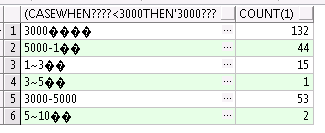 (CASEWHEN????<3000THEN'3000??? COUNT(1)
1 3000���� ... 132
2 5000-1�� ... 44
3 1~3�� ... 15
4 3~5�� ... 1
5 3000-5000 ... 53
6 5~10�� ... 2